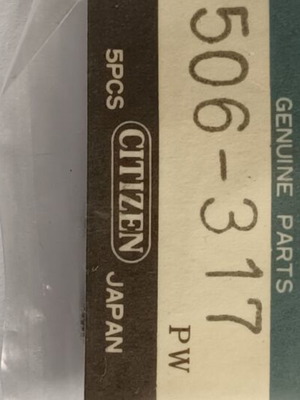 GENUINE PARTS
506-317
PW
5PCS CITIZEN JAPAN